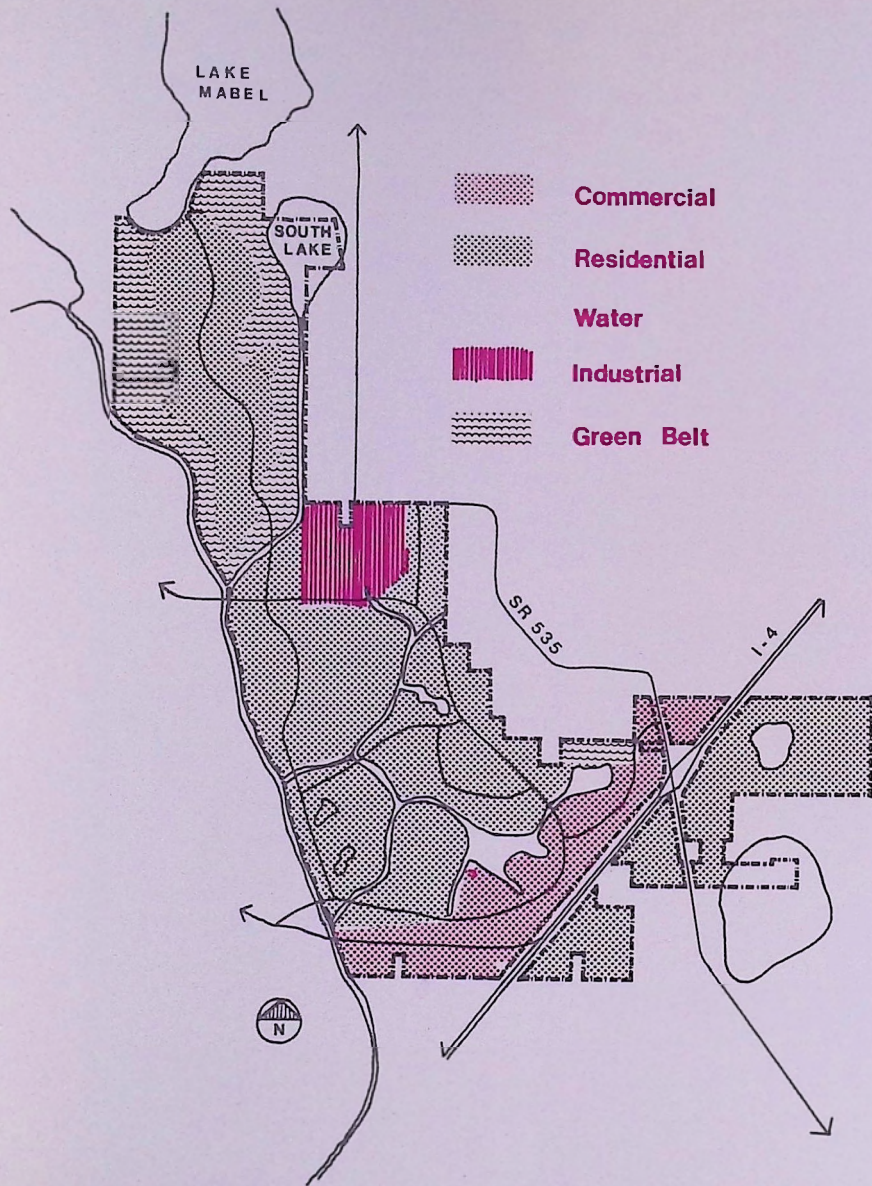 LAKE
MABEL
SOUTH
LAKE
Commercial
Residential
Water
Industrial
Green Belt
SR 535
I-4
N